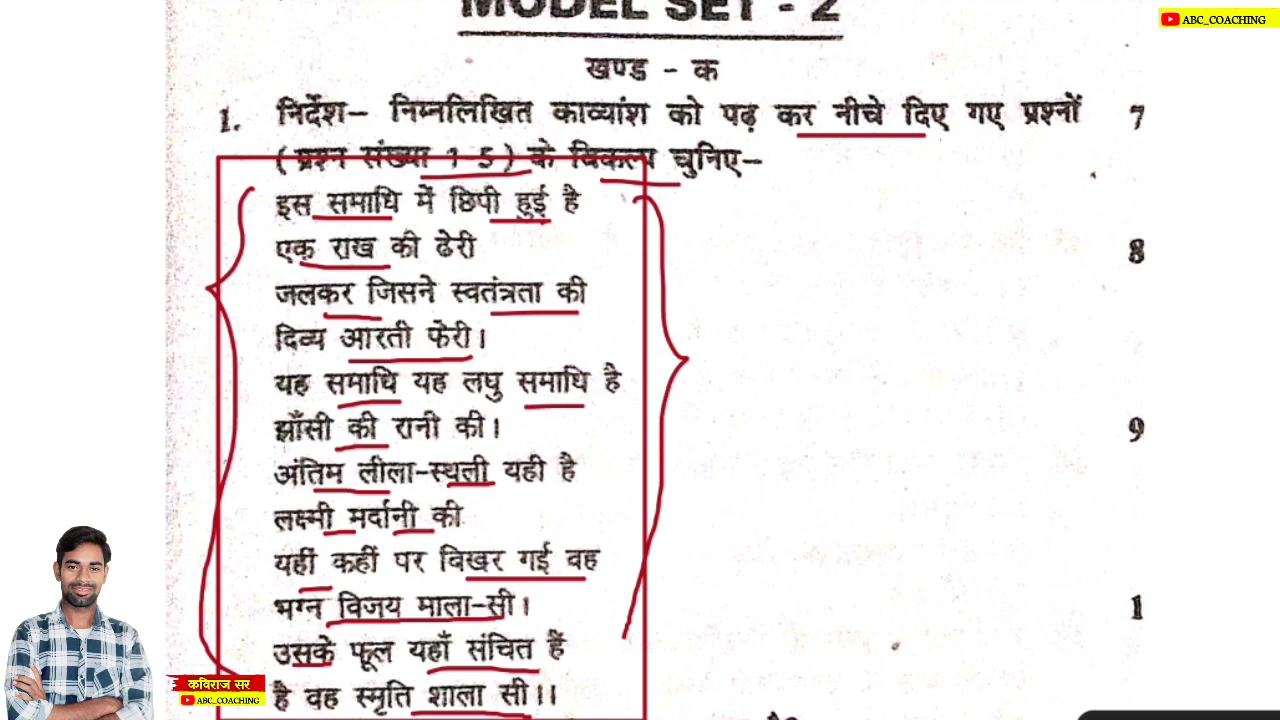 MODEL SET - 2
ABC_COACHING
खण्ड - क
1. निर्देश- निम्नलिखित काव्यांश को पढ़ कर नीचे दिए गए प्रश्नों 7
( प्रश्न संख्या 1-5 ) के विकल्प चुनिए-
इस समाधि में छिपी हुई है
एक राख की ढेरी 8
जलकर जिसने स्वतंत्रता की
दिव्य आरती फेरी।
यह समाधि यह लघु समाधि है
झाँसी की रानी की। 9
अंतिम लीला-स्थली यही है
लक्ष्मी मर्दानी की
यहीं कहीं पर विखर गई वह
भग्न विजय माला-सी। 1
उसके फूल यहाँ संचित हैं
है वह स्मृति शाला सी।।
कविराज सर
ABC_COACHING